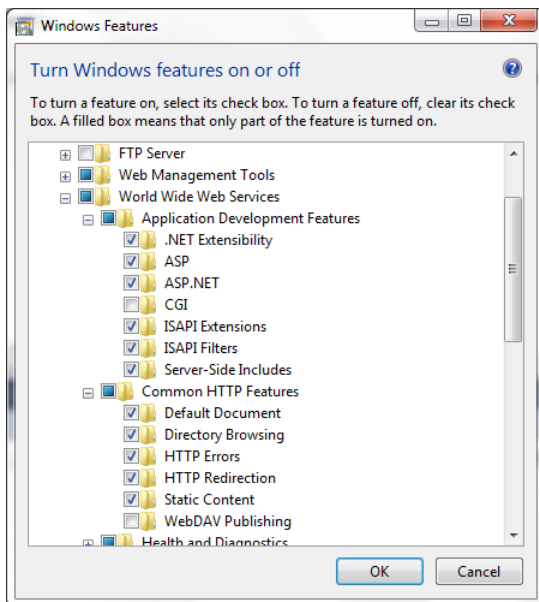 Windows Features
Turn Windows features on or off
To turn a feature on, select its check box. To turn a feature off, clear its check
box. A filled box means that only part of the feature is turned on.
FTP Server
Web Management Tools
World Wide Web Services
Application Development Features
.NET Extensibility
ASP
ASP.NET
CGI
ISAPI Extensions
ISAPI Filters
Server-Side Includes
Common HTTP Features
Default Document
Directory Browsing
HTTP Errors
HTTP Redirection
Static Content
WebDAV Publishing
Health and Diagnostics
OK Cancel